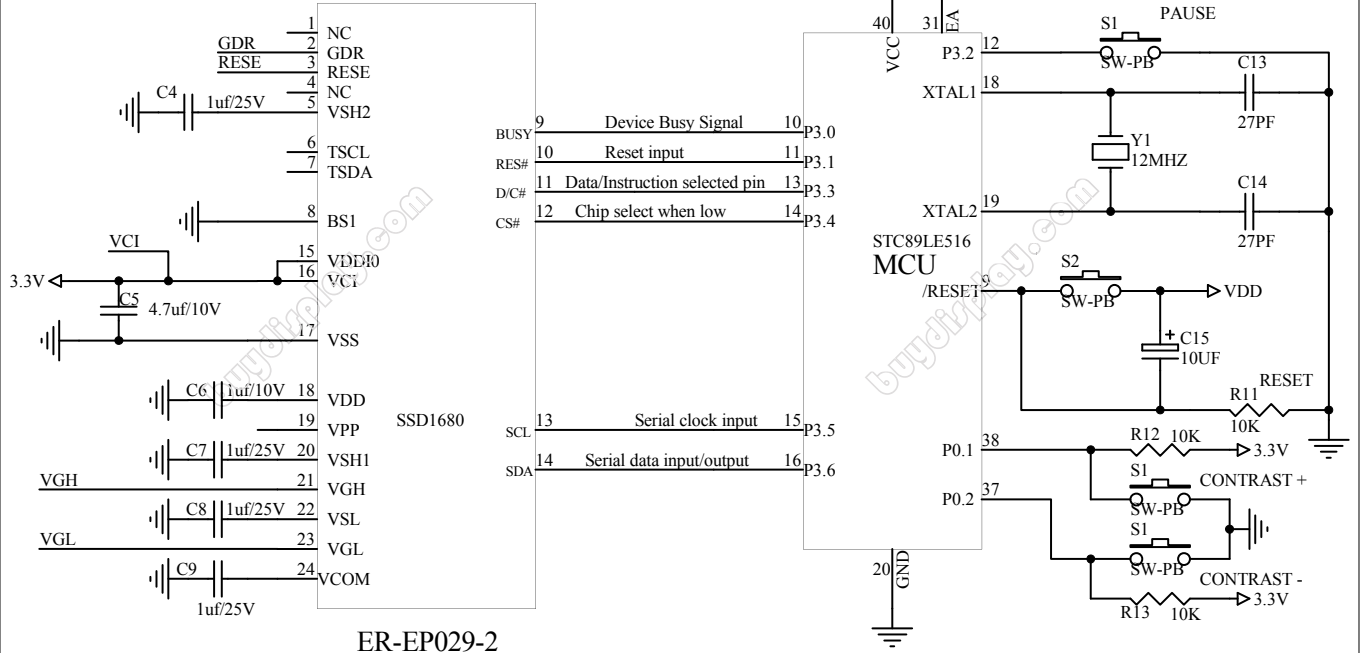 1 NC
GDR 2 GDR
RESE 3 RESE
4 NC
C4 1uf/25V 5 VSH2
6 TSCL
7 TSDA
8 BS1
VCI
15 VDDIO
3.3V 16 VCI
C5 4.7uf/10V
17 VSS
C6 1uf/10V 18 VDD
19 VPP
C7 1uf/25V 20 VSH1
VGH 21 VGH
C8 1uf/25V 22 VSL
VGL 23 VGL
C9 1uf/25V 24 VCOM
SSD1680
ER-EP029-2
BUSY 9 Device Busy Signal 10 P3.0
RES# 10 Reset input 11 P3.1
D/C# 11 Data/Instruction selected pin 13 P3.3
CS# 12 Chip select when low 14 P3.4
SCL 13 Serial clock input 15 P3.5
SDA 14 Serial data input/output 16 P3.6
40 VCC
31 EA
STC89LE516
MCU
20 GND
P3.2 12 S1 SW-PB PAUSE
XTAL1 18 C13 27PF
Y1 12MHZ
XTAL2 19 C14 27PF
/RESET 9 S2 SW-PB VDD
C15 + 10UF
R11 10K RESET
P0.1 38 R12 10K 3.3V
S1 SW-PB CONTRAST +
P0.2 37 S1 SW-PB CONTRAST -
R13 10K 3.3V
buydisplay.com
buydisplay.com